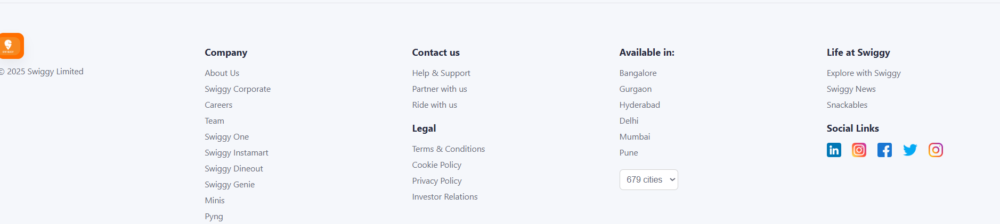 SWIGGY
© 2025 Swiggy Limited
Company
About Us
Swiggy Corporate
Careers
Team
Swiggy One
Swiggy Instamart
Swiggy Dineout
Swiggy Genie
Minis
Pyng
Contact us
Help & Support
Partner with us
Ride with us
Legal
Terms & Conditions
Cookie Policy
Privacy Policy
Investor Relations
Available in:
Bangalore
Gurgaon
Hyderabad
Delhi
Mumbai
Pune
679 cities
Life at Swiggy
Explore with Swiggy
Swiggy News
Snackables
Social Links
in